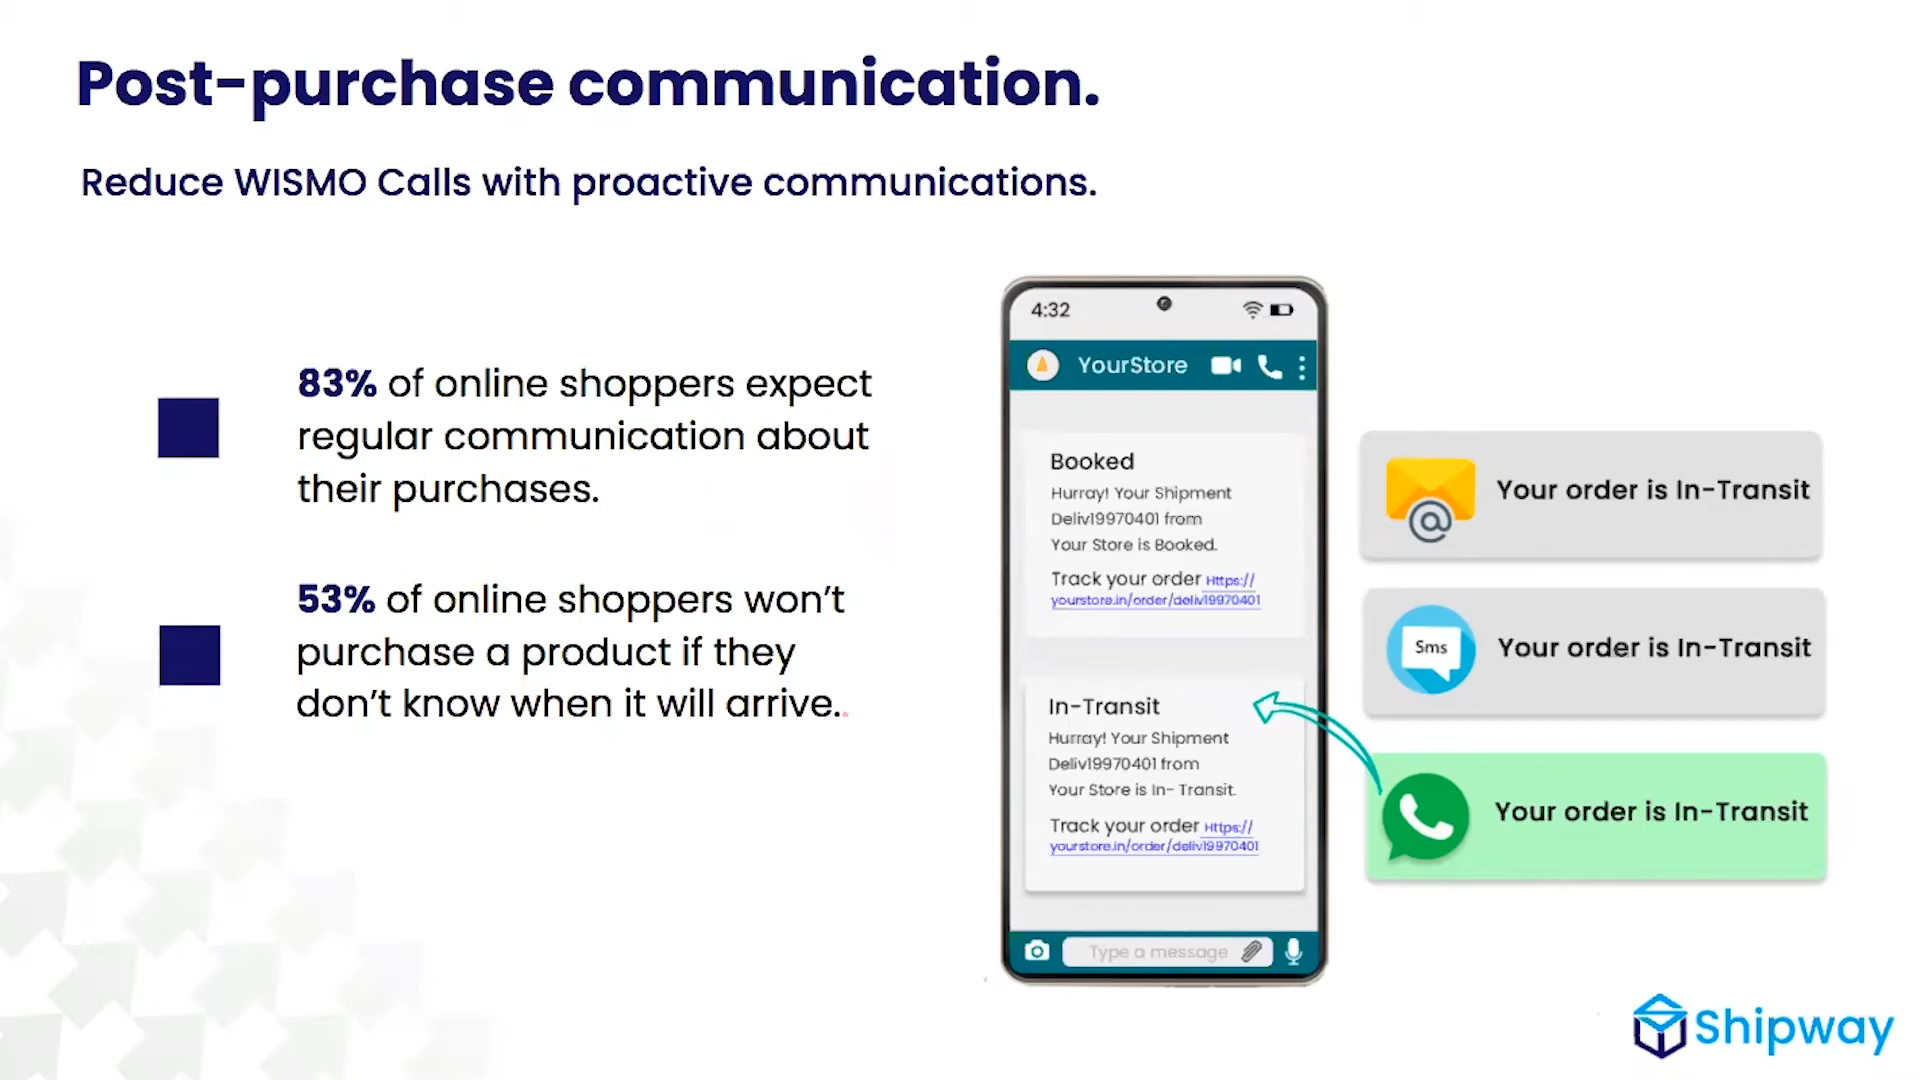 Post-purchase communication.
Reduce WISMO Calls with proactive communications.
83% of online shoppers expect
regular communication about
their purchases.
53% of online shoppers won't
purchase a product if they
don't know when it will arrive..
4:32
YourStore
Booked
Hurray! Your Shipment
Deliv19970401 from
Your Store is Booked.
Track your order Https://
yourstore.in/order/deliv19970401
In-Transit
Hurray! Your Shipment
Deliv19970401 from
Your Store is In- Transit.
Track your order Https://
yourstore.in/order/deliv19970401
Type a message
Your order is In-Transit
Sms
Your order is In-Transit
Your order is In-Transit
Shipway